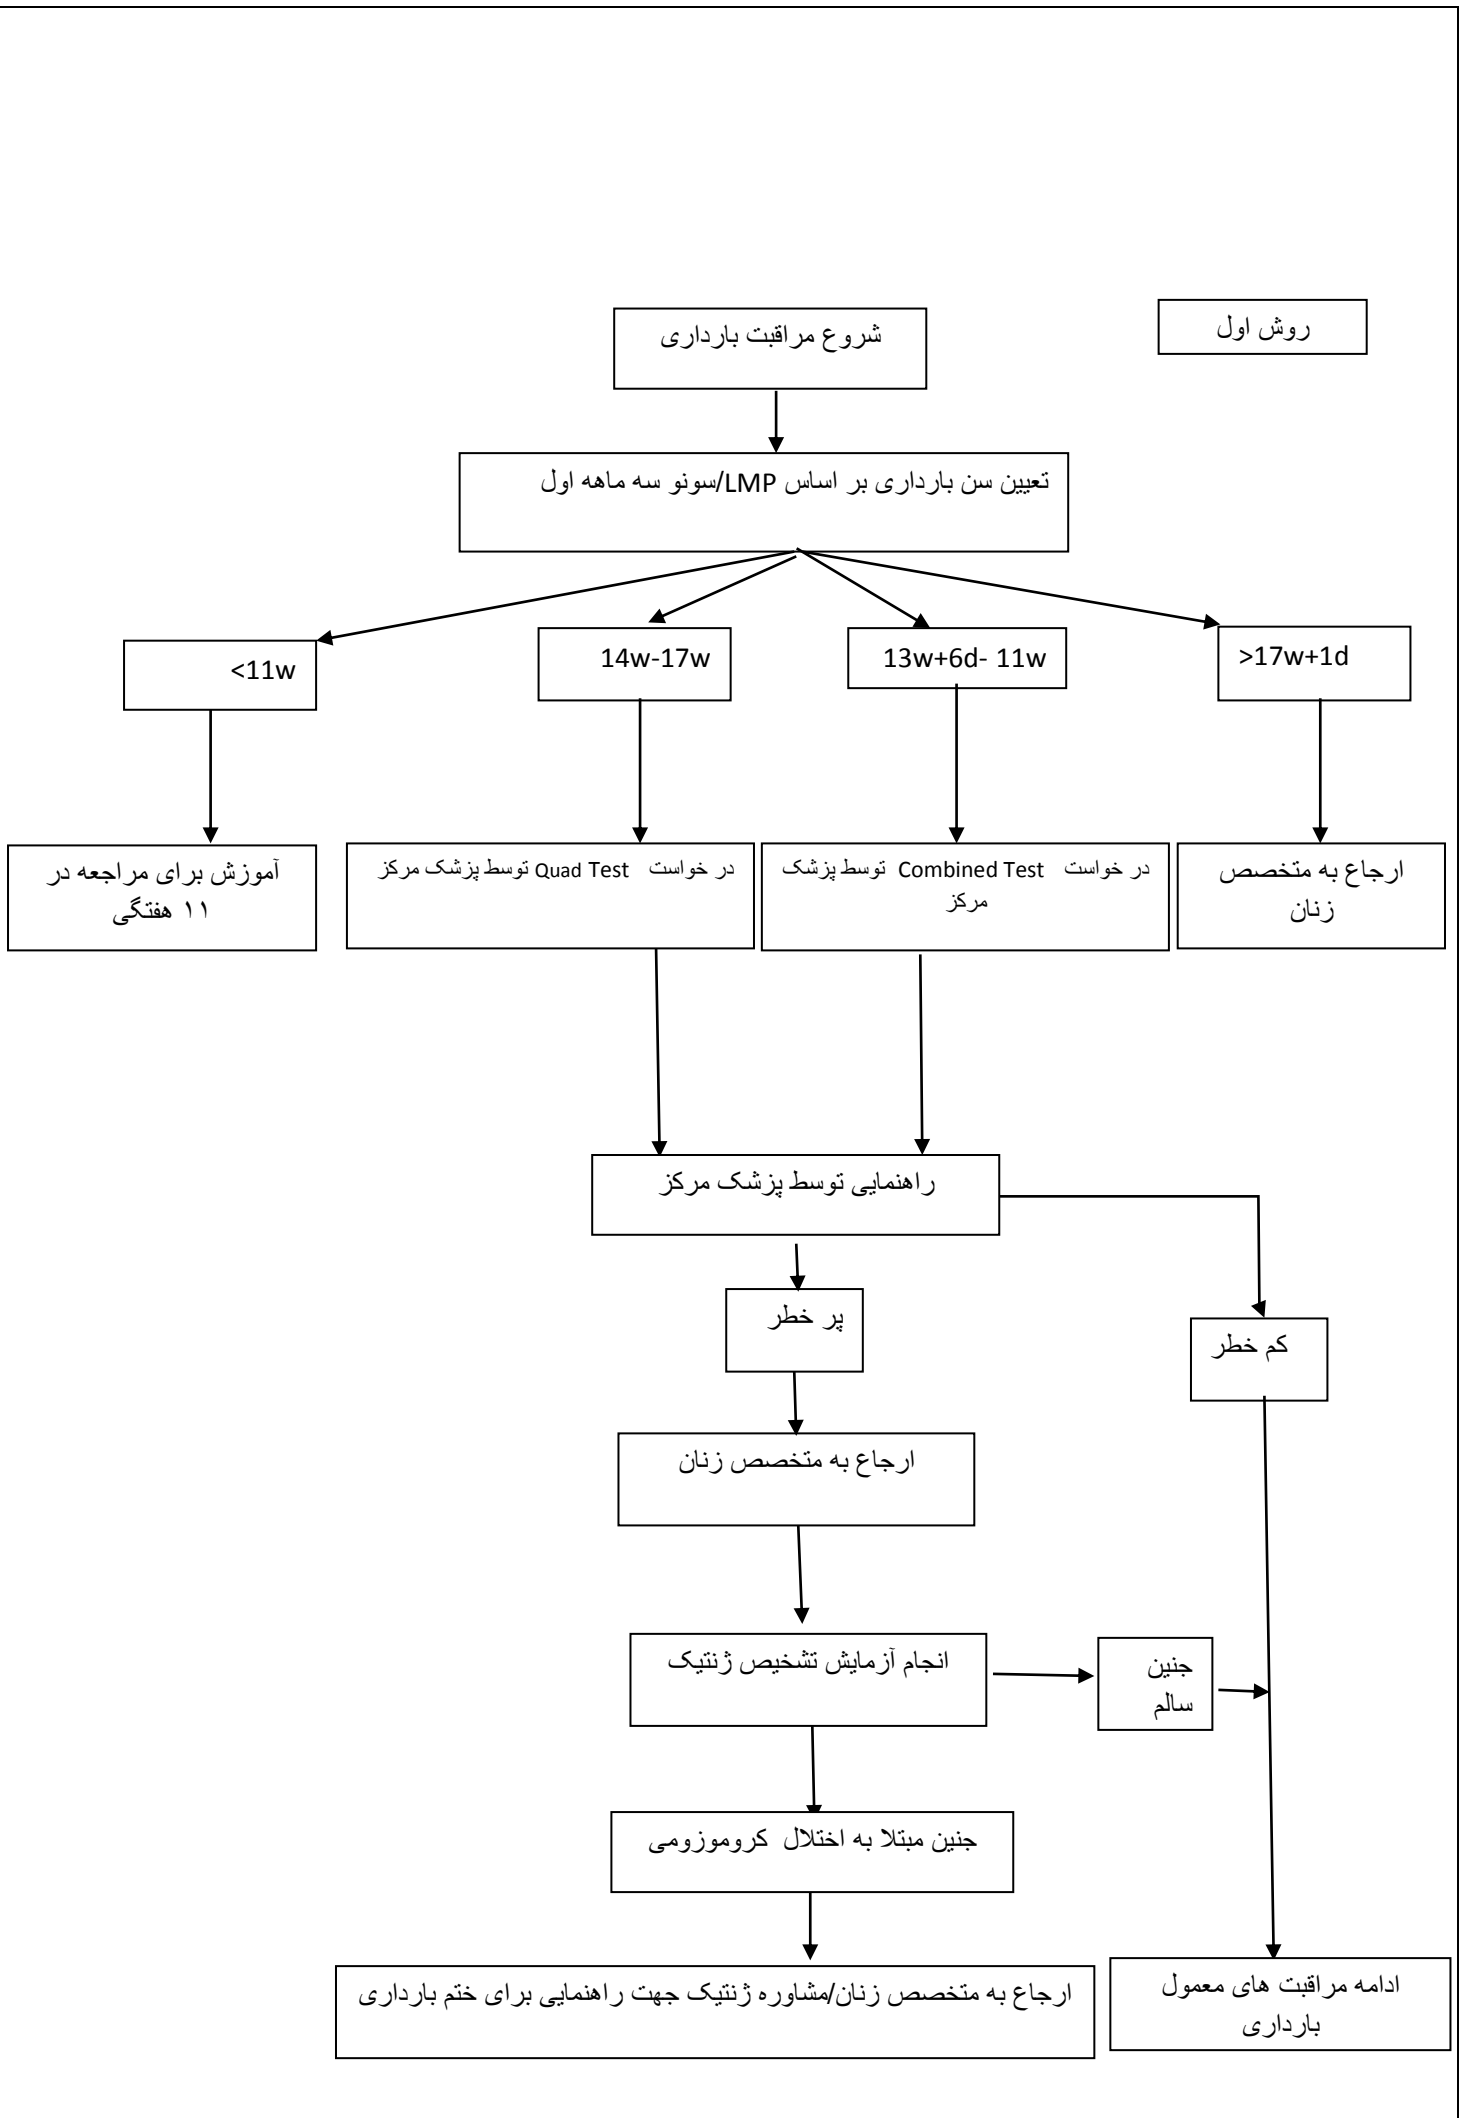 روش اول
شروع مراقبت بارداری
تعیین سن بارداری بر اساس LMP/سونو سه ماهه اول
>17w+1d
13w+6d- 11w
14w-17w
<11w
ارجاع به متخصص
زنان
در خواست Combined Test توسط پزشک
مرکز
در خواست Quad Test توسط پزشک مرکز
آموزش برای مراجعه در
۱۱ هفتگی
راهنمایی توسط پزشک مرکز
پر خطر
کم خطر
ارجاع به متخصص زنان
انجام آزمایش تشخیص ژنتیک
جنین
سالم
جنین مبتلا به اختلال کروموزومی
ادامه مراقبت های معمول
بارداری
ارجاع به متخصص زنان/مشاوره ژنتیک جهت راهنمایی برای ختم بارداری